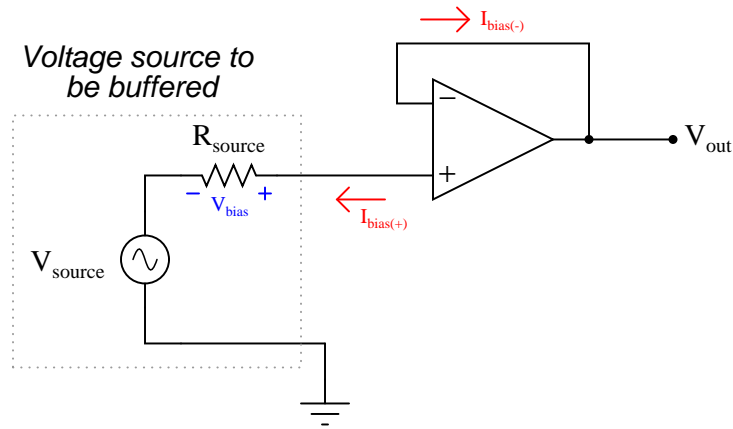 I_bias(-)
Voltage source to
be buffered
R_source
V_out
− +
V_bias
I_bias(+)
V_source
−
+